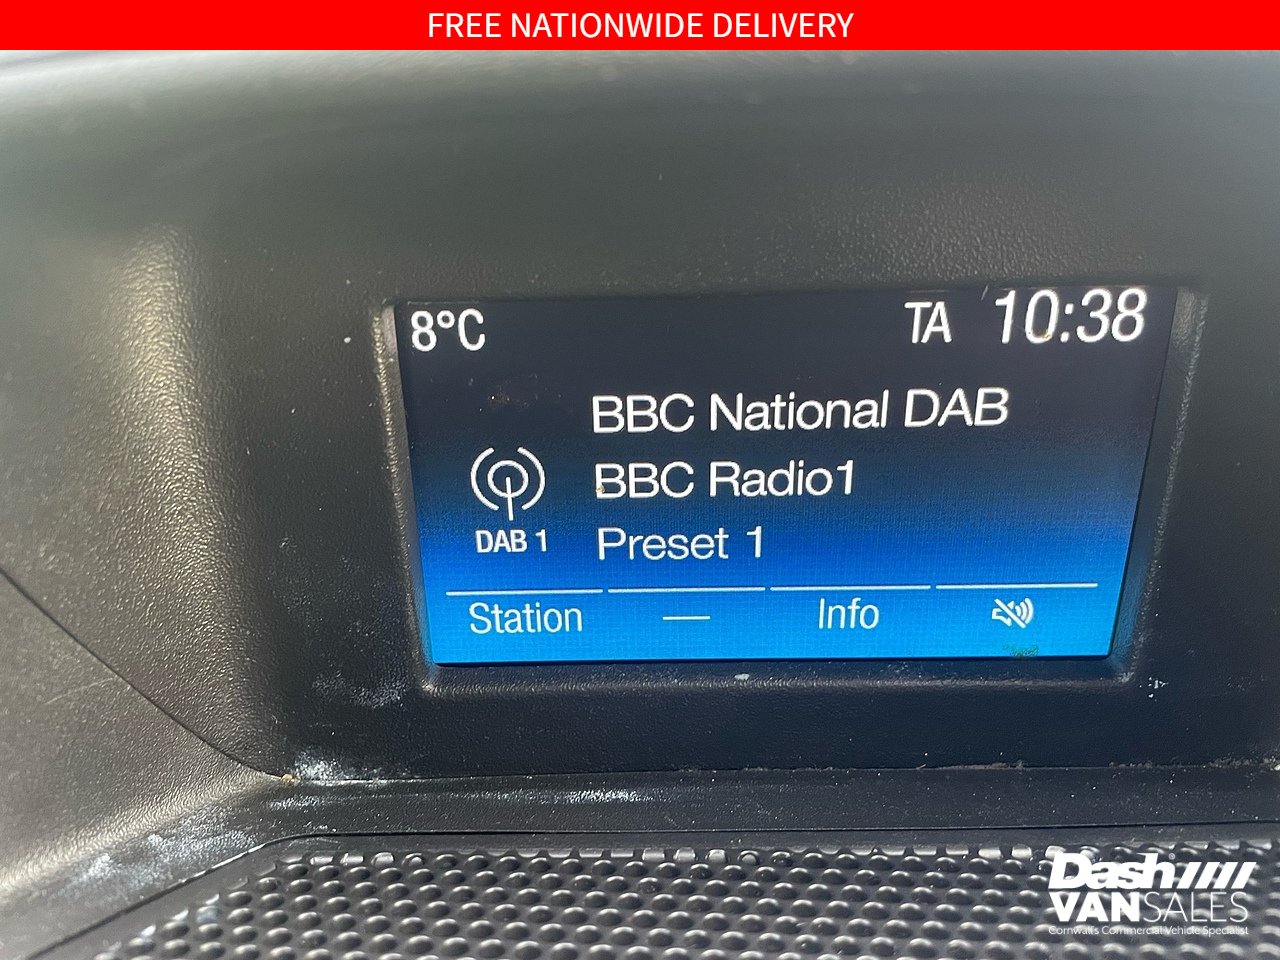 FREE NATIONWIDE DELIVERY
8°C TA 10:38
BBC National DAB
BBC Radio1
DAB 1 Preset 1
Station — Info
Dash
VANSALES
Cornwall's Commercial Vehicle Specialist